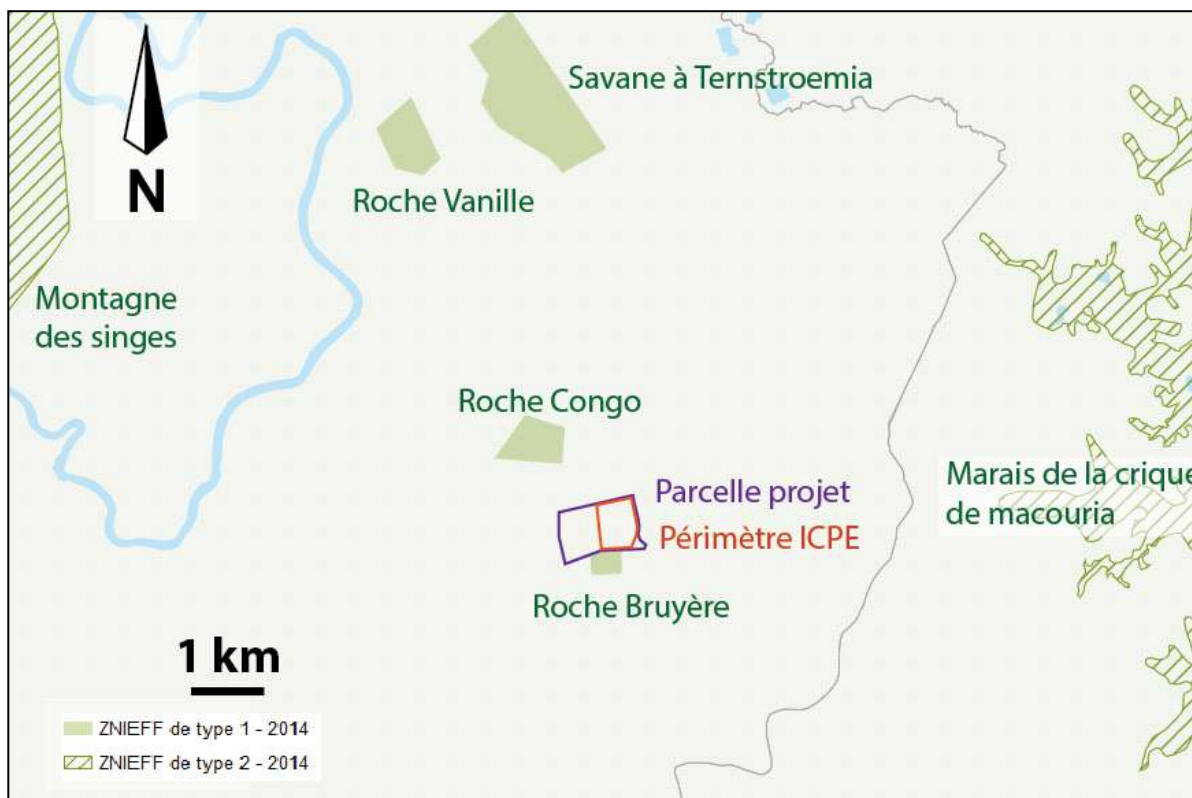 Savane à Ternstroemia
N
Roche Vanille
Montagne
des singes
Roche Congo
Parcelle projet
Marais de la crique
de macouria
Périmètre ICPE
Roche Bruyère
1 km
ZNIEFF de type 1 - 2014
ZNIEFF de type 2 - 2014